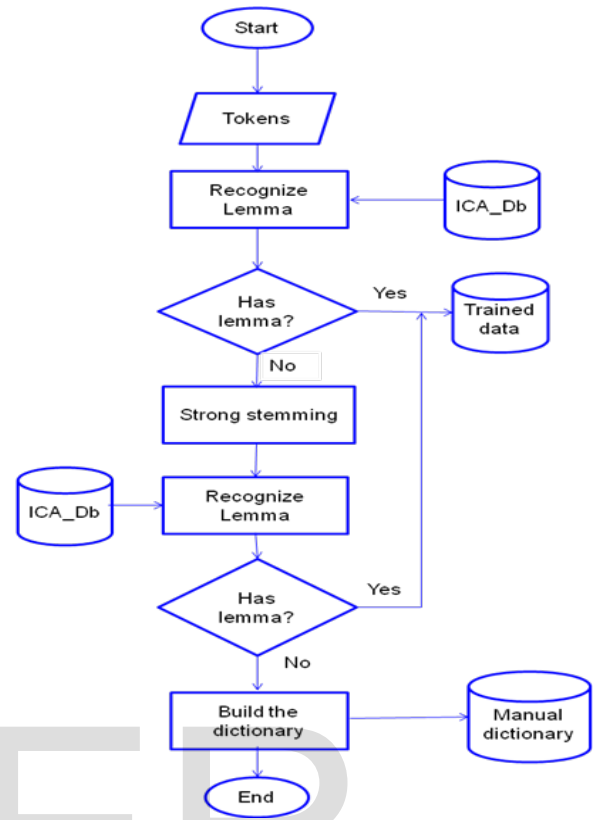 Start
Tokens
Recognize
Lemma
ICA_Db
Has
lemma?
Yes
Trained
data
No
Strong stemming
ICA_Db
Recognize
Lemma
Has
lemma?
Yes
No
Build the
dictionary
Manual
dictionary
End